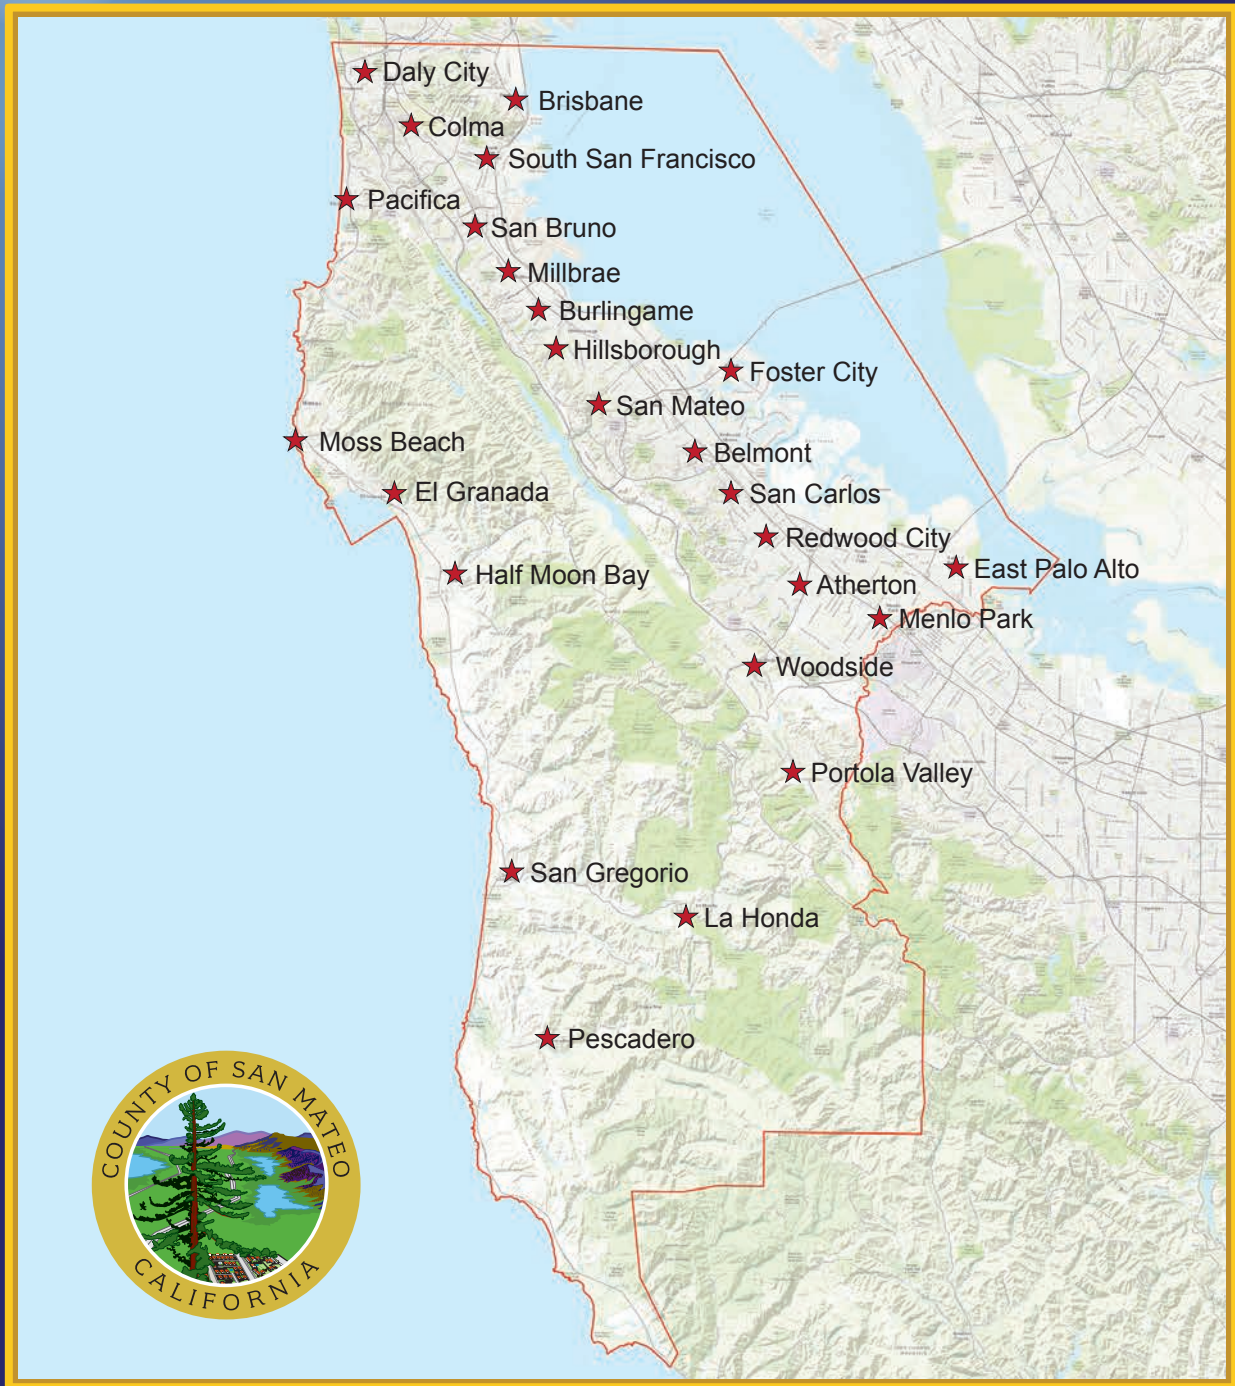 Daly City
Brisbane
Colma
South San Francisco
Pacifica
San Bruno
Millbrae
Burlingame
Hillsborough
Foster City
San Mateo
Moss Beach
Belmont
El Granada
San Carlos
Redwood City
East Palo Alto
Half Moon Bay
Atherton
Menlo Park
Woodside
Portola Valley
San Gregorio
La Honda
Pescadero
COUNTY OF SAN MATEO
CALIFORNIA